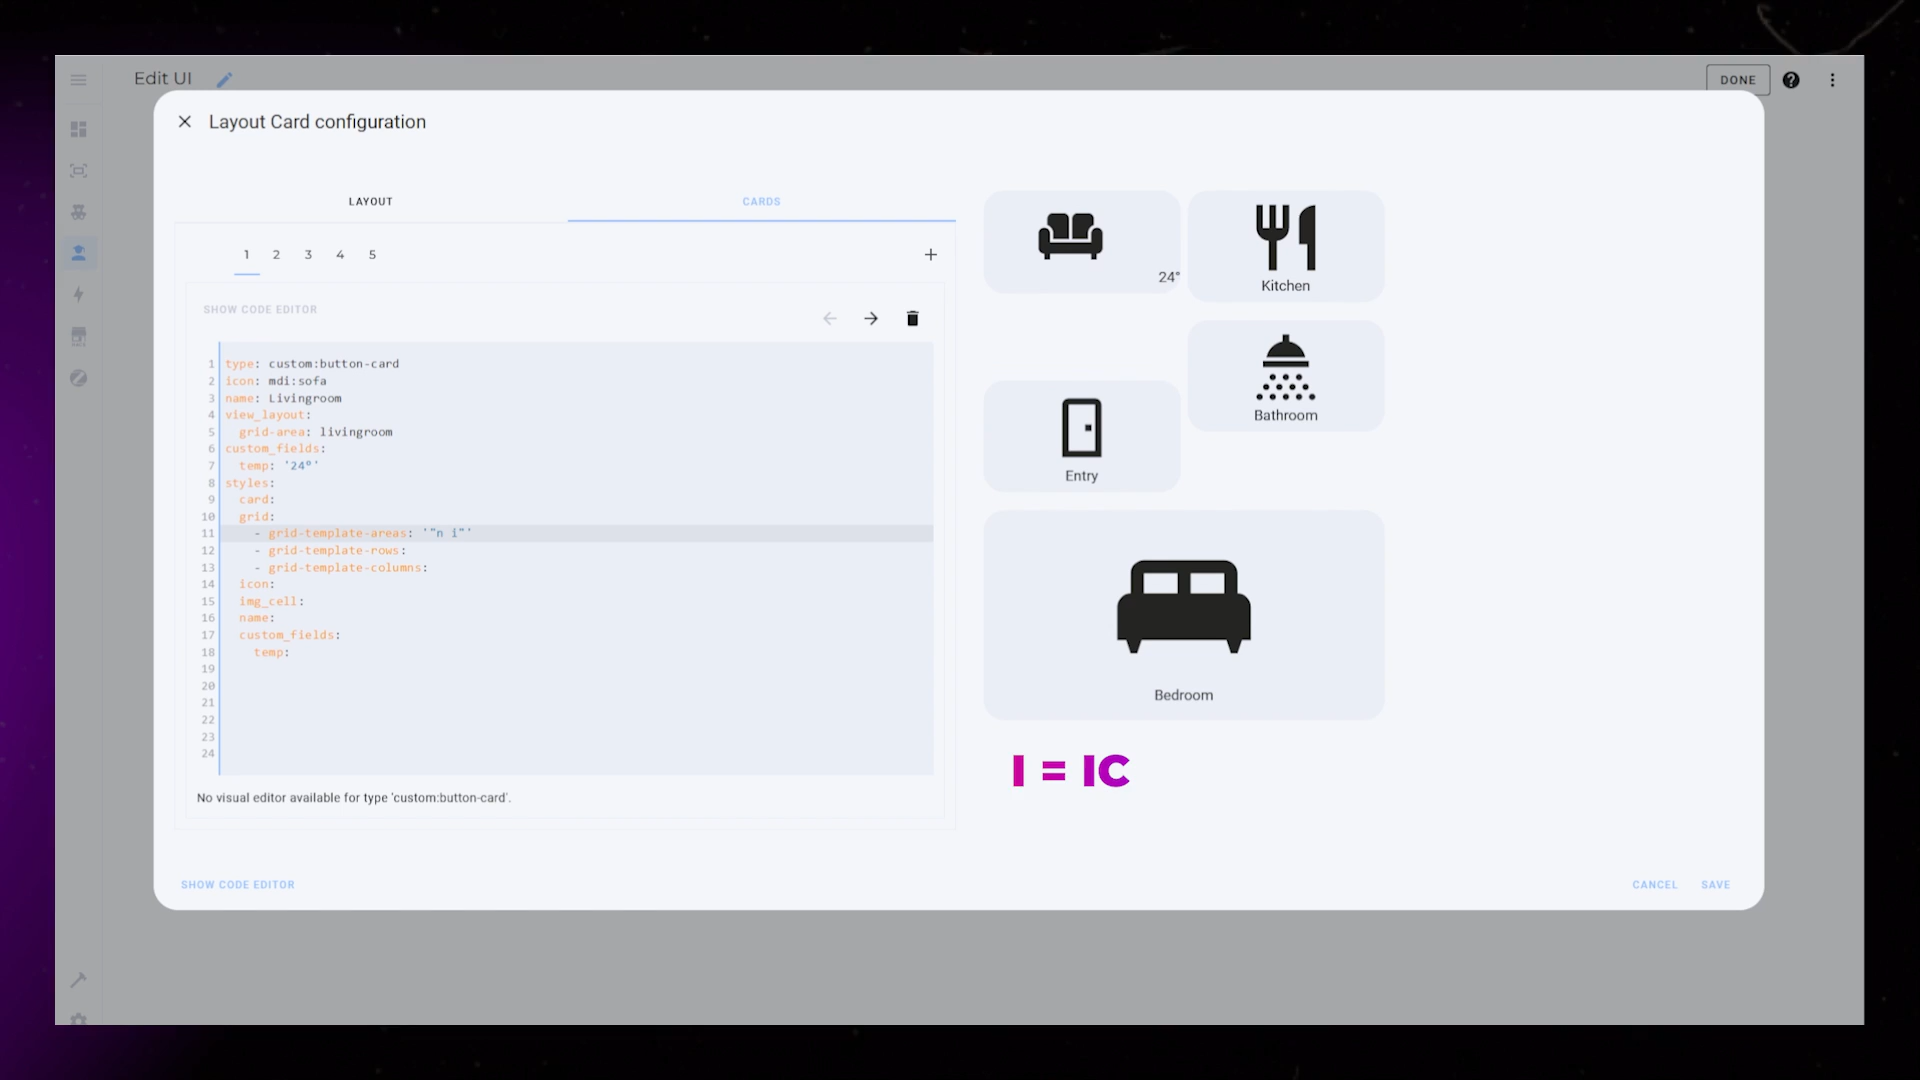 Edit UI
DONE
Layout Card configuration
LAYOUT
CARDS
1 2 3 4 5
SHOW CODE EDITOR
1 type: custom:button-card
2 icon: mdi:sofa
3 name: Livingroom
4 view_layout:
5 grid-area: livingroom
6 custom_fields:
7 temp: '24º'
8 styles:
9 card:
10 grid:
11 - grid-template-areas: '"n i"'
12 - grid-template-rows:
13 - grid-template-columns:
14 icon:
15 img_cell:
16 name:
17 custom_fields:
18 temp:
19
20
21
22
23
24
No visual editor available for type 'custom:button-card'.
24º
Kitchen
Bathroom
Entry
Bedroom
I = IC
SHOW CODE EDITOR
CANCEL
SAVE